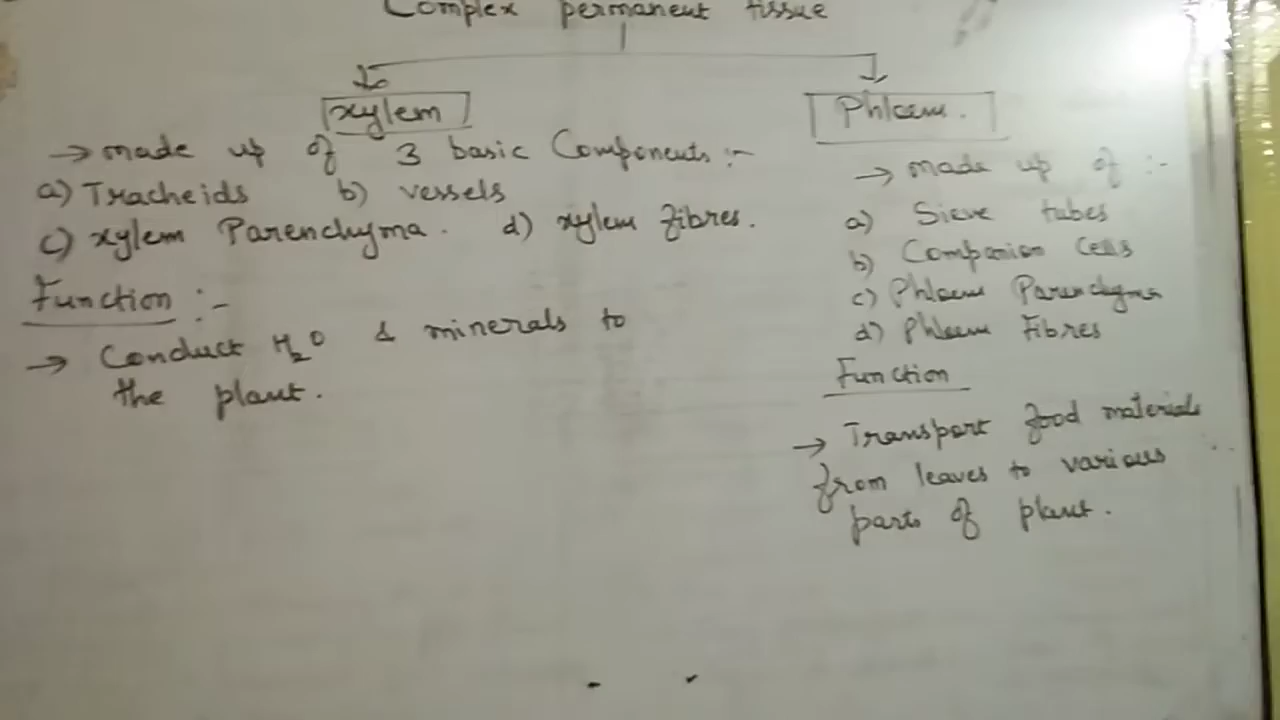 Complex permanent tissue
xylem
→ made up of 3 basic Components :-
a) Tracheids b) vessels
c) xylem Parenchyma. d) xylem fibres.
Function :-
→ Conduct H₂O & minerals to
the plant.
Phloem.
→ made up of :-
a) Sieve tubes
b) Companion Cells
c) Phloem Parenchyma
d) Phloem Fibres
Function
→ Transport food materials
from leaves to various
parts of plant.